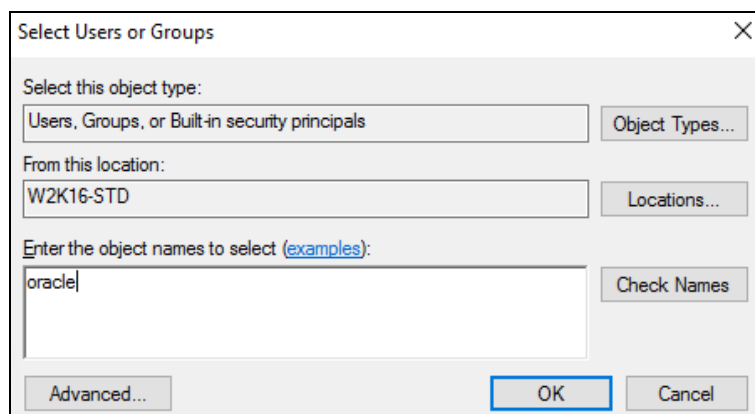 Select Users or Groups
Select this object type:
Users, Groups, or Built-in security principals
Object Types...
From this location:
W2K16-STD
Locations...
Enter the object names to select (examples):
oracle
Check Names
Advanced...
OK
Cancel